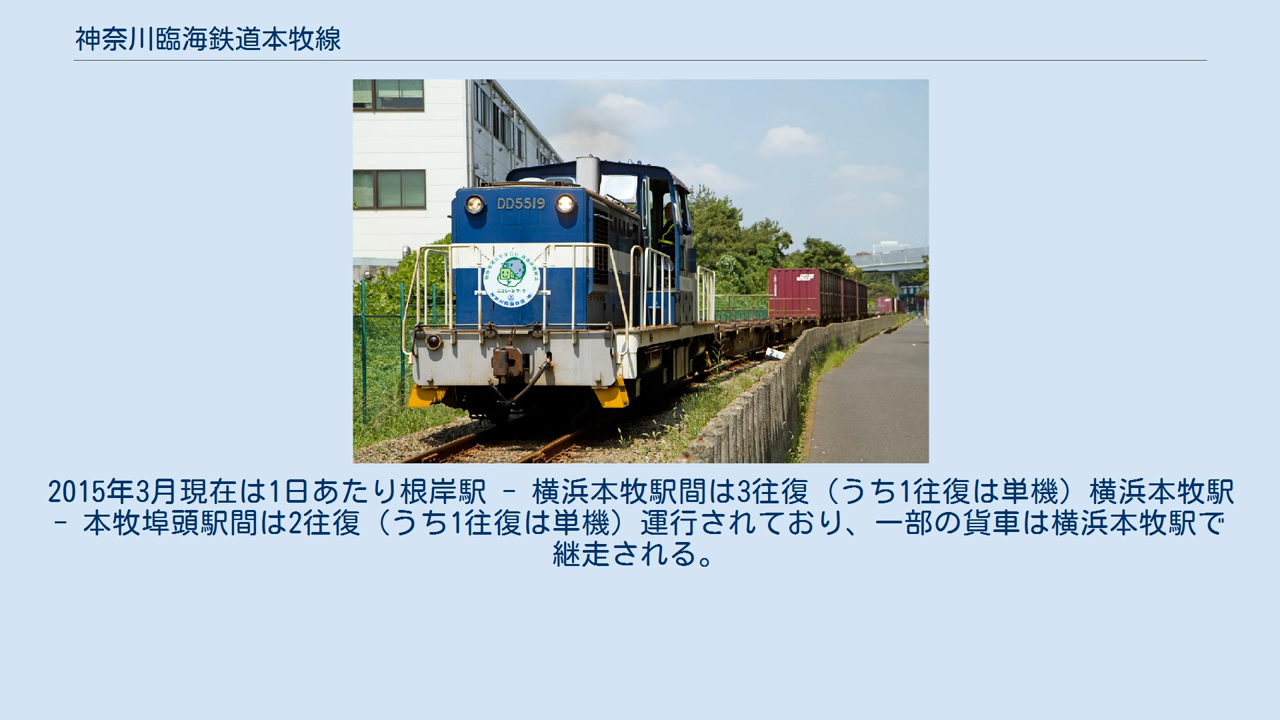 神奈川臨海鉄道本牧線
DD5519
2015年3月現在は1日あたり根岸駅 - 横浜本牧駅間は3往復（うち1往復は単機）横浜本牧駅
- 本牧埠頭駅間は2往復（うち1往復は単機）運行されており、一部の貨車は横浜本牧駅で
継走される。